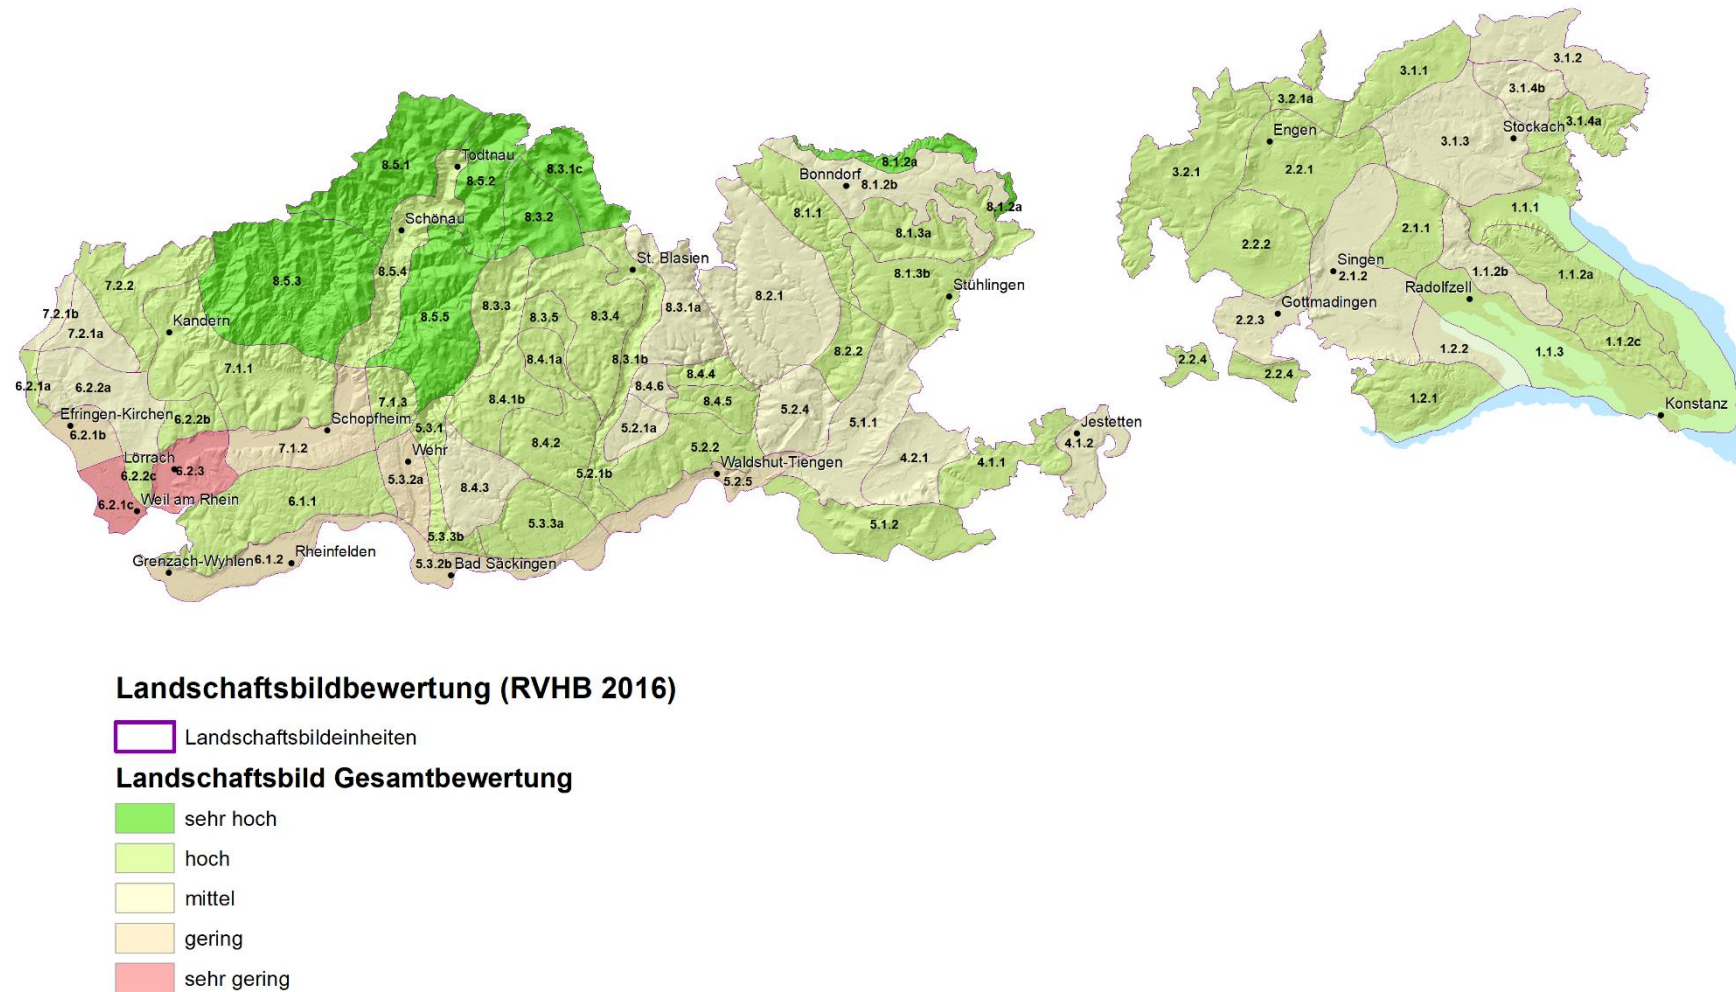 3.1.2
3.1.1
3.1.4b
3.2.1a
3.1.4a
Engen
Stockach
3.1.3
8.5.1
Todtnau
8.3.1c
8.1.2a
8.5.2
Bonndorf
8.1.2b
3.2.1
2.2.1
Schönau
8.3.2
8.1.1
8.1.2a
1.1.1
8.1.3a
2.1.1
2.2.2
St. Blasien
Singen
8.5.4
8.1.3b
2.1.2
1.1.2b
1.1.2a
8.5.3
7.2.2
Stühlingen
Radolfzell
8.2.1
Gottmadingen
8.3.3
8.3.1a
7.2.1b
8.5.5
8.3.5
8.3.4
2.2.3
Kandern
7.2.1a
1.1.2c
1.2.2
1.1.3
8.2.2
8.4.1a
8.3.1b
2.2.4
7.1.1
8.4.4
2.2.4
6.2.1a
6.2.2a
8.4.6
1.2.1
8.4.1b
7.1.3
8.4.5
5.2.4
Konstanz
Efringen-Kirchen
6.2.2b
Schopfheim
5.1.1
Jestetten
5.3.1
5.2.1a
6.2.1b
8.4.2
4.1.2
5.2.2
7.1.2
Wehr
Lörrach
4.2.1
Waldshut-Tiengen
4.1.1
6.2.3
6.2.2c
5.2.1b
5.3.2a
5.2.5
8.4.3
Weil am Rhein
6.1.1
6.2.1c
5.3.3a
5.1.2
5.3.3b
Rheinfelden
Grenzach-Wyhlen
6.1.2
5.3.2b
Bad Säckingen
Landschaftsbildbewertung (RVHB 2016)
Landschaftsbildeinheiten
Landschaftsbild Gesamtbewertung
sehr hoch
hoch
mittel
gering
sehr gering